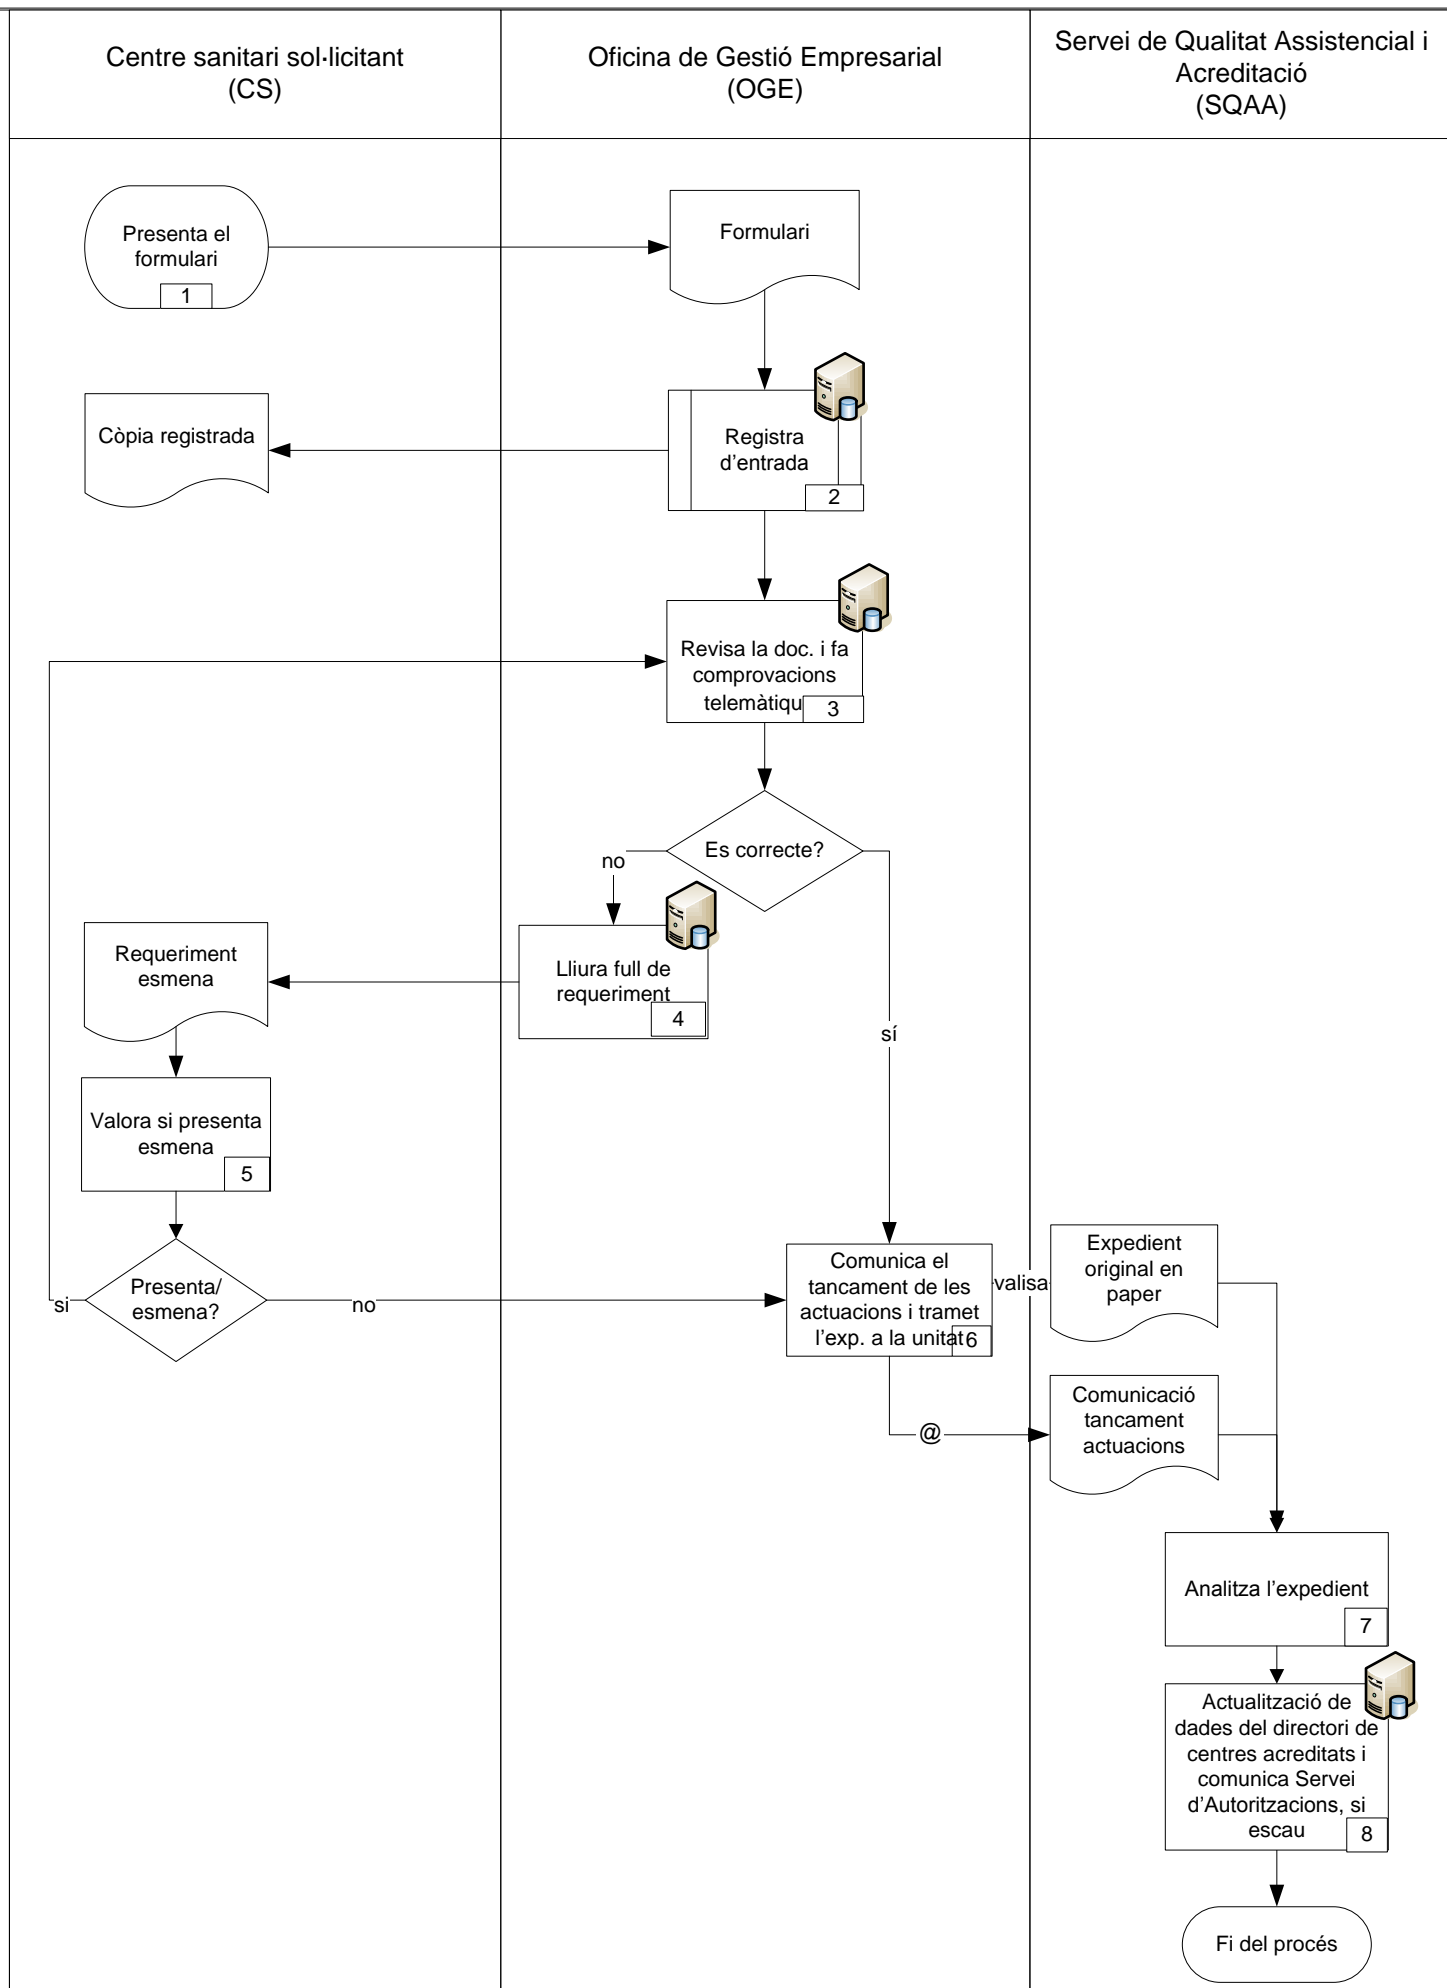 Centre sanitari sol·licitant
(CS)
Oficina de Gestió Empresarial
(OGE)
Servei de Qualitat Assistencial i
Acreditació
(SQAA)
Presenta el
formulari
1
Formulari
Còpia registrada
Registra
d’entrada
2
Revisa la doc. i fa
comprovacions
telemàtiqu
3
Es correcte?
no
sí
Lliura full de
requeriment
4
Requeriment
esmena
Valora si presenta
esmena
5
Presenta/
esmena?
si
no
Comunica el
tancament de les
actuacions i tramet
l’exp. a la unitat
6
valisa
Expedient
original en
paper
@
Comunicació
tancament
actuacions
Analitza l’expedient
7
Actualització de
dades del directori de
centres acreditats i
comunica Servei
d’Autoritzacions, si
escau
8
Fi del procés